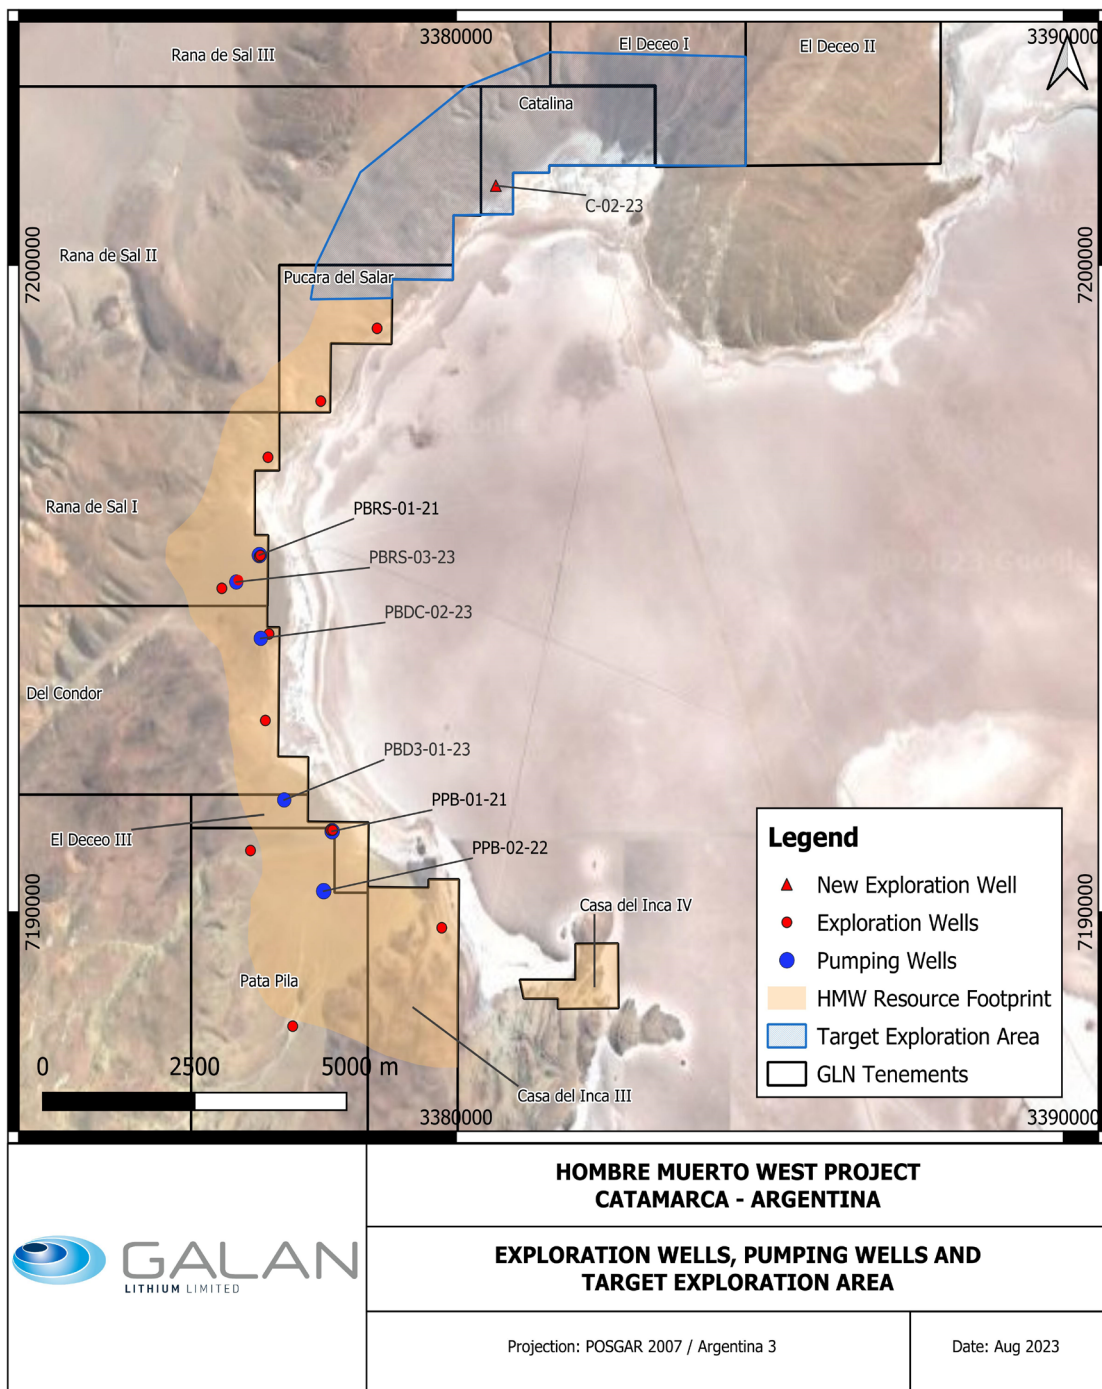 3380000
3390000
Rana de Sal III
El Deceo I
El Deceo II
Catalina
C-02-23
Rana de Sal II
7200000
7200000
Pucara del Salar
Rana de Sal I
PBRS-01-21
PBRS-03-23
PBDC-02-23
Del Condor
PBD3-01-23
PPB-01-21
El Deceo III
PPB-02-22
7190000
7190000
Casa del Inca IV
Pata Pila
Casa del Inca III
Legend
New Exploration Well
Exploration Wells
Pumping Wells
HMW Resource Footprint
Target Exploration Area
GLN Tenements
0 2500 5000 m
3380000
3390000
HOMBRE MUERTO WEST PROJECT
CATAMARCA - ARGENTINA
EXPLORATION WELLS, PUMPING WELLS AND
TARGET EXPLORATION AREA
GALAN
LITHIUM LIMITED
Projection: POSGAR 2007 / Argentina 3
Date: Aug 2023